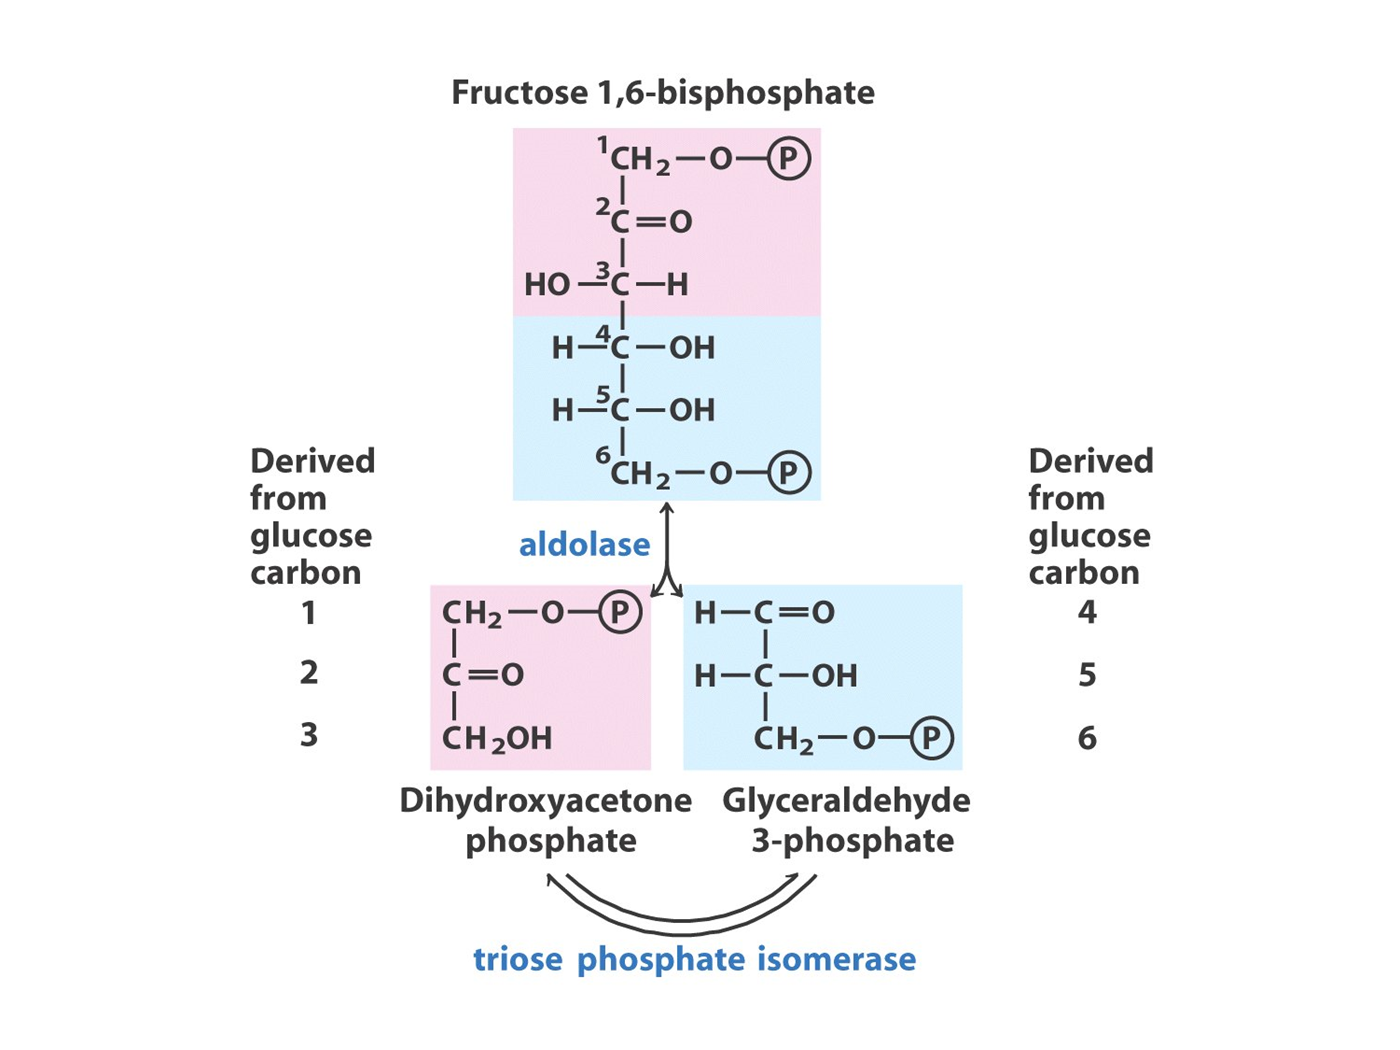 Fructose 1,6-bisphosphate
1CH2—O—P
2C=O
HO—3C—H
H—4C—OH
H—5C—OH
6CH2—O—P
aldolase
Derived
from
glucose
carbon
1
2
3
CH2—O—P
C=O
CH2OH
Dihydroxyacetone
phosphate
H—C=O
H—C—OH
CH2—O—P
Glyceraldehyde
3-phosphate
Derived
from
glucose
carbon
4
5
6
triose phosphate isomerase